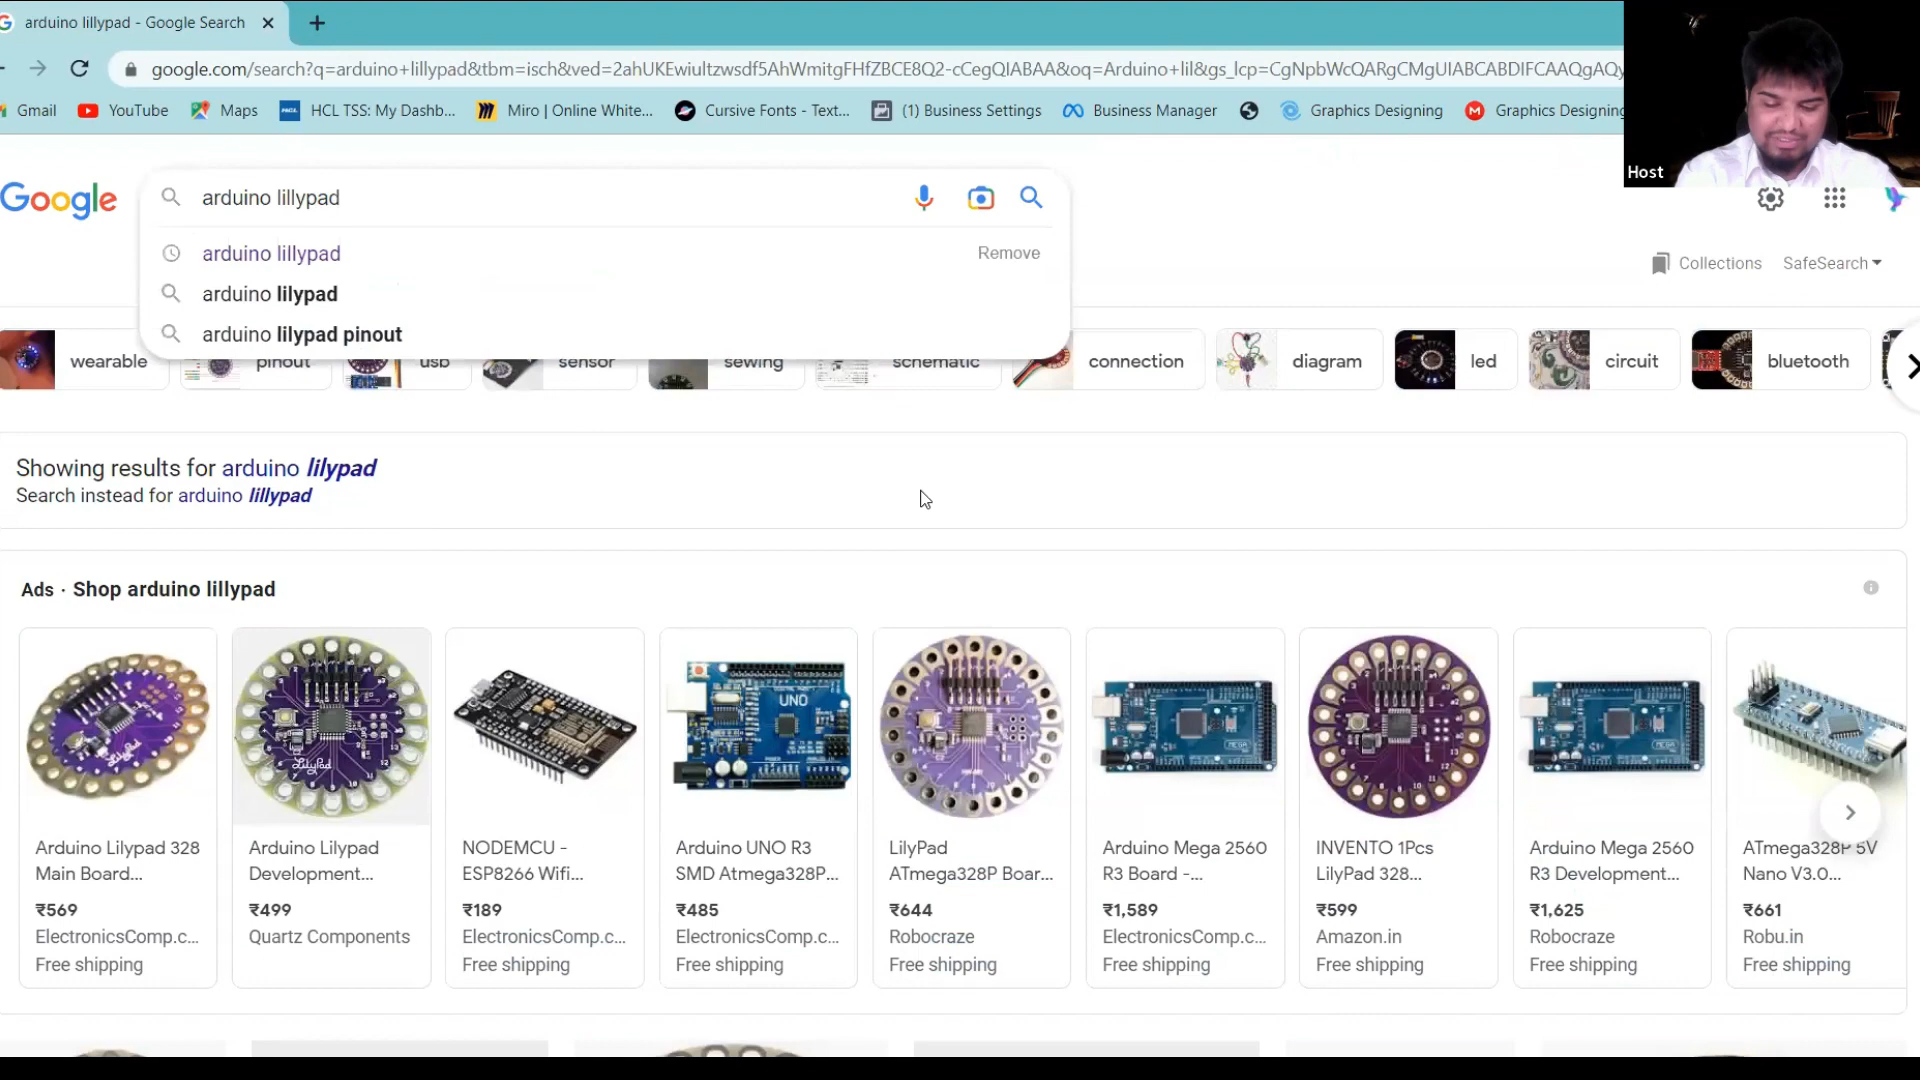 arduino lillypad - Google Search
google.com/search?q=arduino+lillypad&tbm=isch&ved=2ahUKEwiultzwsdf5AhWmitgFHfZBCE8Q2-cCegQIABAA&oq=Arduino+lil&gs_lcp=CgNpbWcQARgCMgUIABCABDIFCAAQgAQy
Gmail YouTube Maps HCL TSS: My Dashb... Miro | Online White... Cursive Fonts - Text... (1) Business Settings Business Manager Graphics Designing Graphics Designing
Host
Google
arduino lillypad
arduino lillypad Remove
arduino lilypad
arduino lilypad pinout
Collections SafeSearch
wearable pinout usb sensor sewing schematic connection diagram led circuit bluetooth
Showing results for arduino lilypad
Search instead for arduino lillypad
Ads · Shop arduino lillypad
UNO
LilyPad
MEGA
MEGA
Arduino Lilypad 328
Main Board...
₹569
ElectronicsComp.c...
Free shipping
Arduino Lilypad
Development...
₹499
Quartz Components
NODEMCU -
ESP8266 Wifi...
₹189
ElectronicsComp.c...
Free shipping
Arduino UNO R3
SMD Atmega328P...
₹485
ElectronicsComp.c...
Free shipping
LilyPad
ATmega328P Boar...
₹644
Robocraze
Free shipping
Arduino Mega 2560
R3 Board -...
₹1,589
ElectronicsComp.c...
Free shipping
INVENTO 1Pcs
LilyPad 328...
₹599
Amazon.in
Free shipping
Arduino Mega 2560
R3 Development...
₹1,625
Robocraze
Free shipping
ATmega328P 5V
Nano V3.0...
₹661
Robu.in
Free shipping